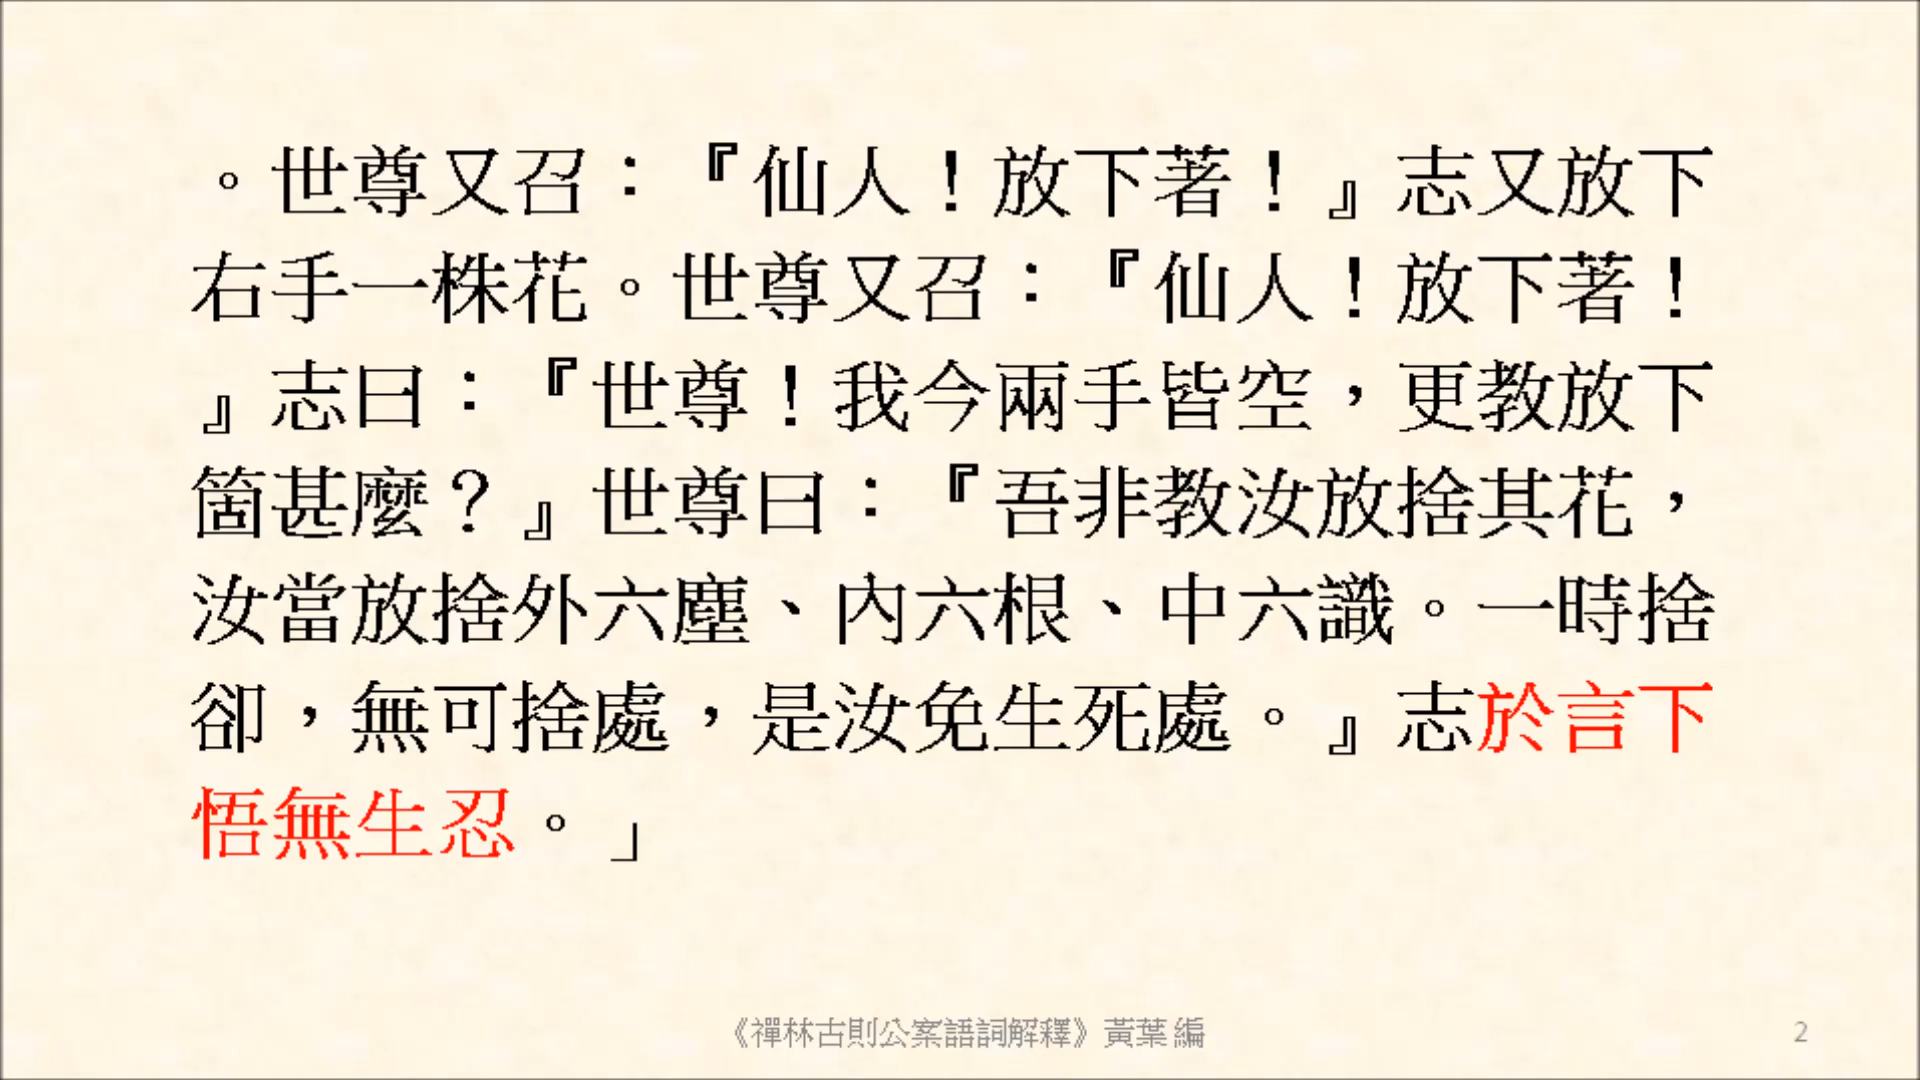 。世尊又召：『仙人！放下著！』志又放下
右手一株花。世尊又召：『仙人！放下著！
』志曰：『世尊！我今兩手皆空，更教放下
箇甚麼？』世尊曰：『吾非教汝放捨其花，
汝當放捨外六塵、內六根、中六識。一時捨
卻，無可捨處，是汝免生死處。』志於言下
悟無生忍。」
《禪林古則公案語詞解釋》黃葉 編
2